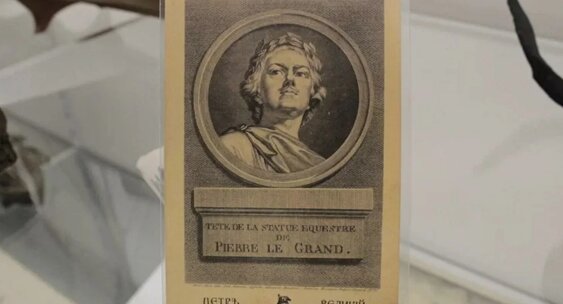 TETE DE LA STATUE EQUESTRE
DE
PIERRE LE GRAND.
ПЕТРЪ ВЕЛИКІЙ